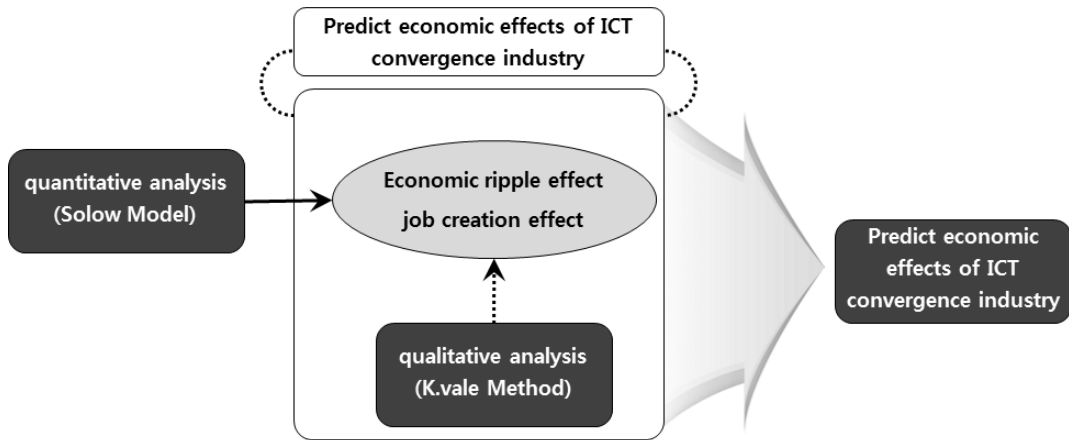 Predict economic effects of ICT
convergence industry
quantitative analysis
(Solow Model)
Economic ripple effect
job creation effect
qualitative analysis
(K.vale Method)
Predict economic
effects of ICT
convergence industry